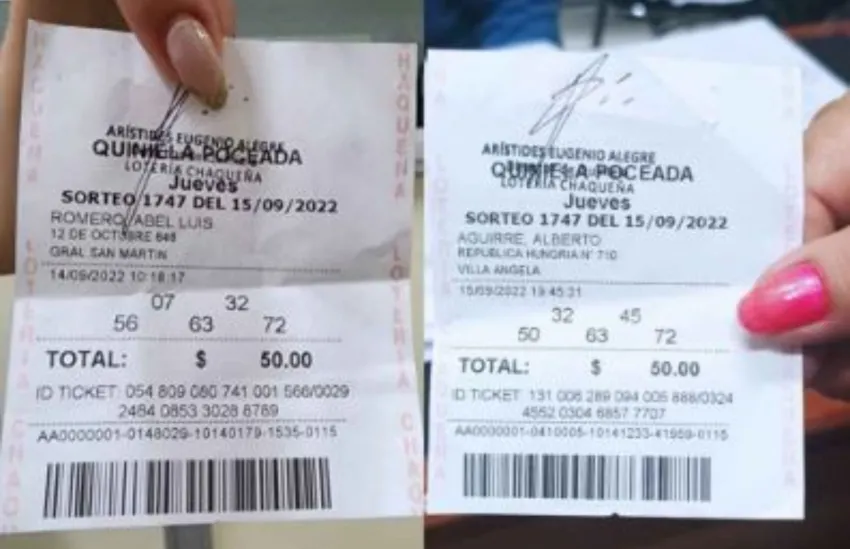 ARÍSTIDES EUGENIO ALEGRE
QUINIELA POCEADA
LOTERÍA CHAQUEÑA
Jueves
SORTEO 1747 DEL 15/09/2022
ROMERO, ABEL LUIS
12 DE OCTUBRE 648
GRAL SAN MARTIN
14/09/2022 10:18:17
07 32
56 63 72
TOTAL: $ 50.00
ID TICKET: 054 809 080 741 001 566/0029
2484 0853 3028 8789
AA0000001-0148029-10140179-1535-0115
ARÍSTIDES EUGENIO ALEGRE
QUINIELA POCEADA
LOTERÍA CHAQUEÑA
Jueves
SORTEO 1747 DEL 15/09/2022
AGUIRRE, ALBERTO
REPUBLICA HUNGRIA N° 710
VILLA ANGELA
15/09/2022 19:45:31
32 45
50 63 72
TOTAL: $ 50.00
ID TICKET: 131 006 289 094 005 888/0324
4552 0304 6857 7707
AA0000001-0410005-10141233-41959-0115